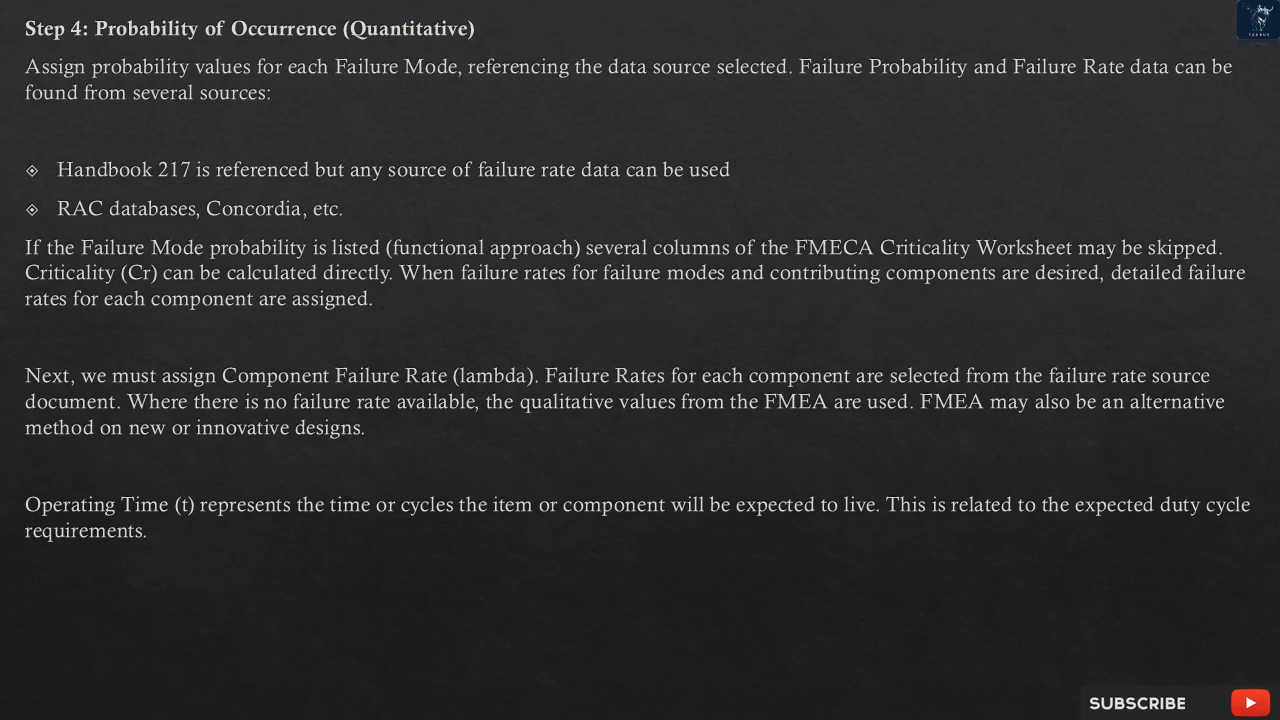 Step 4: Probability of Occurrence (Quantitative)
Assign probability values for each Failure Mode, referencing the data source selected. Failure Probability and Failure Rate data can be
found from several sources:
Handbook 217 is referenced but any source of failure rate data can be used
RAC databases, Concordia, etc.
If the Failure Mode probability is listed (functional approach) several columns of the FMECA Criticality Worksheet may be skipped.
Criticality (Cr) can be calculated directly. When failure rates for failure modes and contributing components are desired, detailed failure
rates for each component are assigned.
Next, we must assign Component Failure Rate (lambda). Failure Rates for each component are selected from the failure rate source
document. Where there is no failure rate available, the qualitative values from the FMEA are used. FMEA may also be an alternative
method on new or innovative designs.
Operating Time (t) represents the time or cycles the item or component will be expected to live. This is related to the expected duty cycle
requirements.
SUBSCRIBE